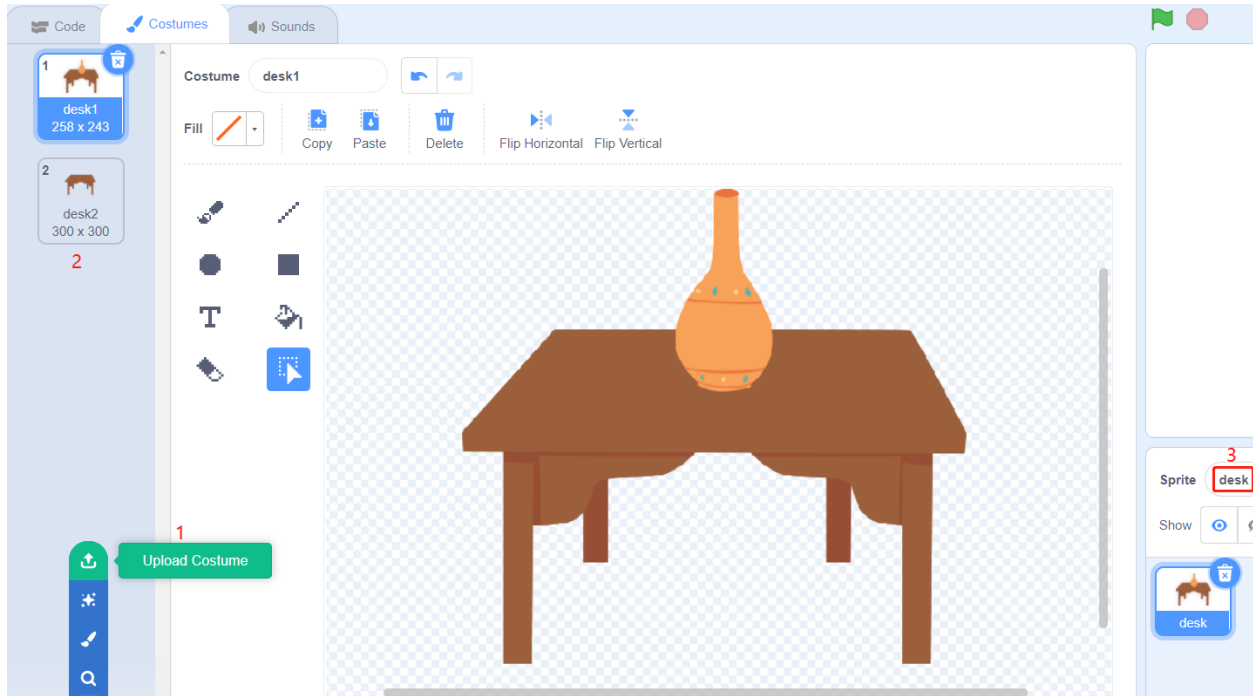 Code
Costumes
Sounds
1
desk1
258 x 243
2
desk2
300 x 300
2
Costume desk1
Fill
Copy
Paste
Delete
Flip Horizontal
Flip Vertical
T
1
Upload Costume
3
Sprite desk
Show
desk